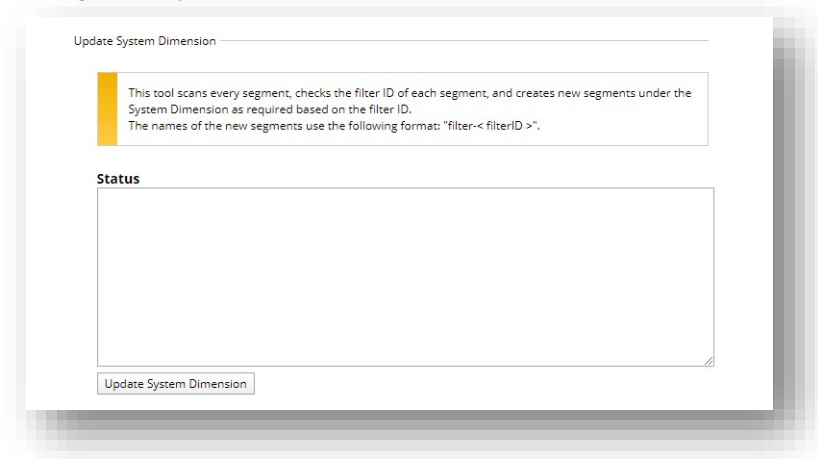 Update System Dimension
This tool scans every segment, checks the filter ID of each segment, and creates new segments under the
System Dimension as required based on the filter ID.
The names of the new segments use the following format: "filter-< filterID >".
Status
Update System Dimension